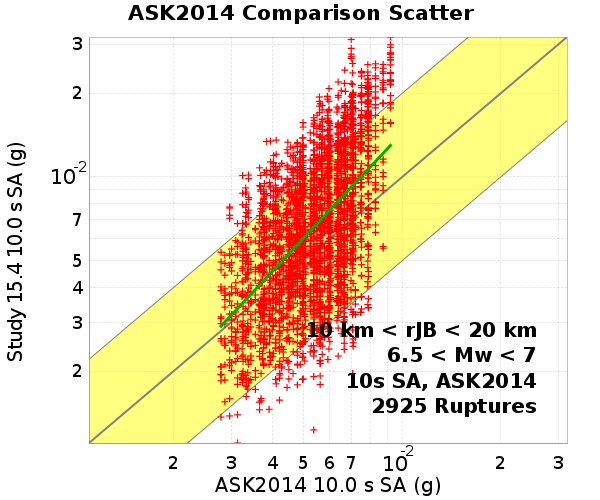 ASK2014 Comparison Scatter
Study 15.4 10.0 s SA (g)
3
2
10⁻²
7
5
4
3
2
10 km < rJB < 20 km
6.5 < Mw < 7
10s SA, ASK2014
2925 Ruptures
2 3 4 5 6 7 10⁻² 2 3
ASK2014 10.0 s SA (g)